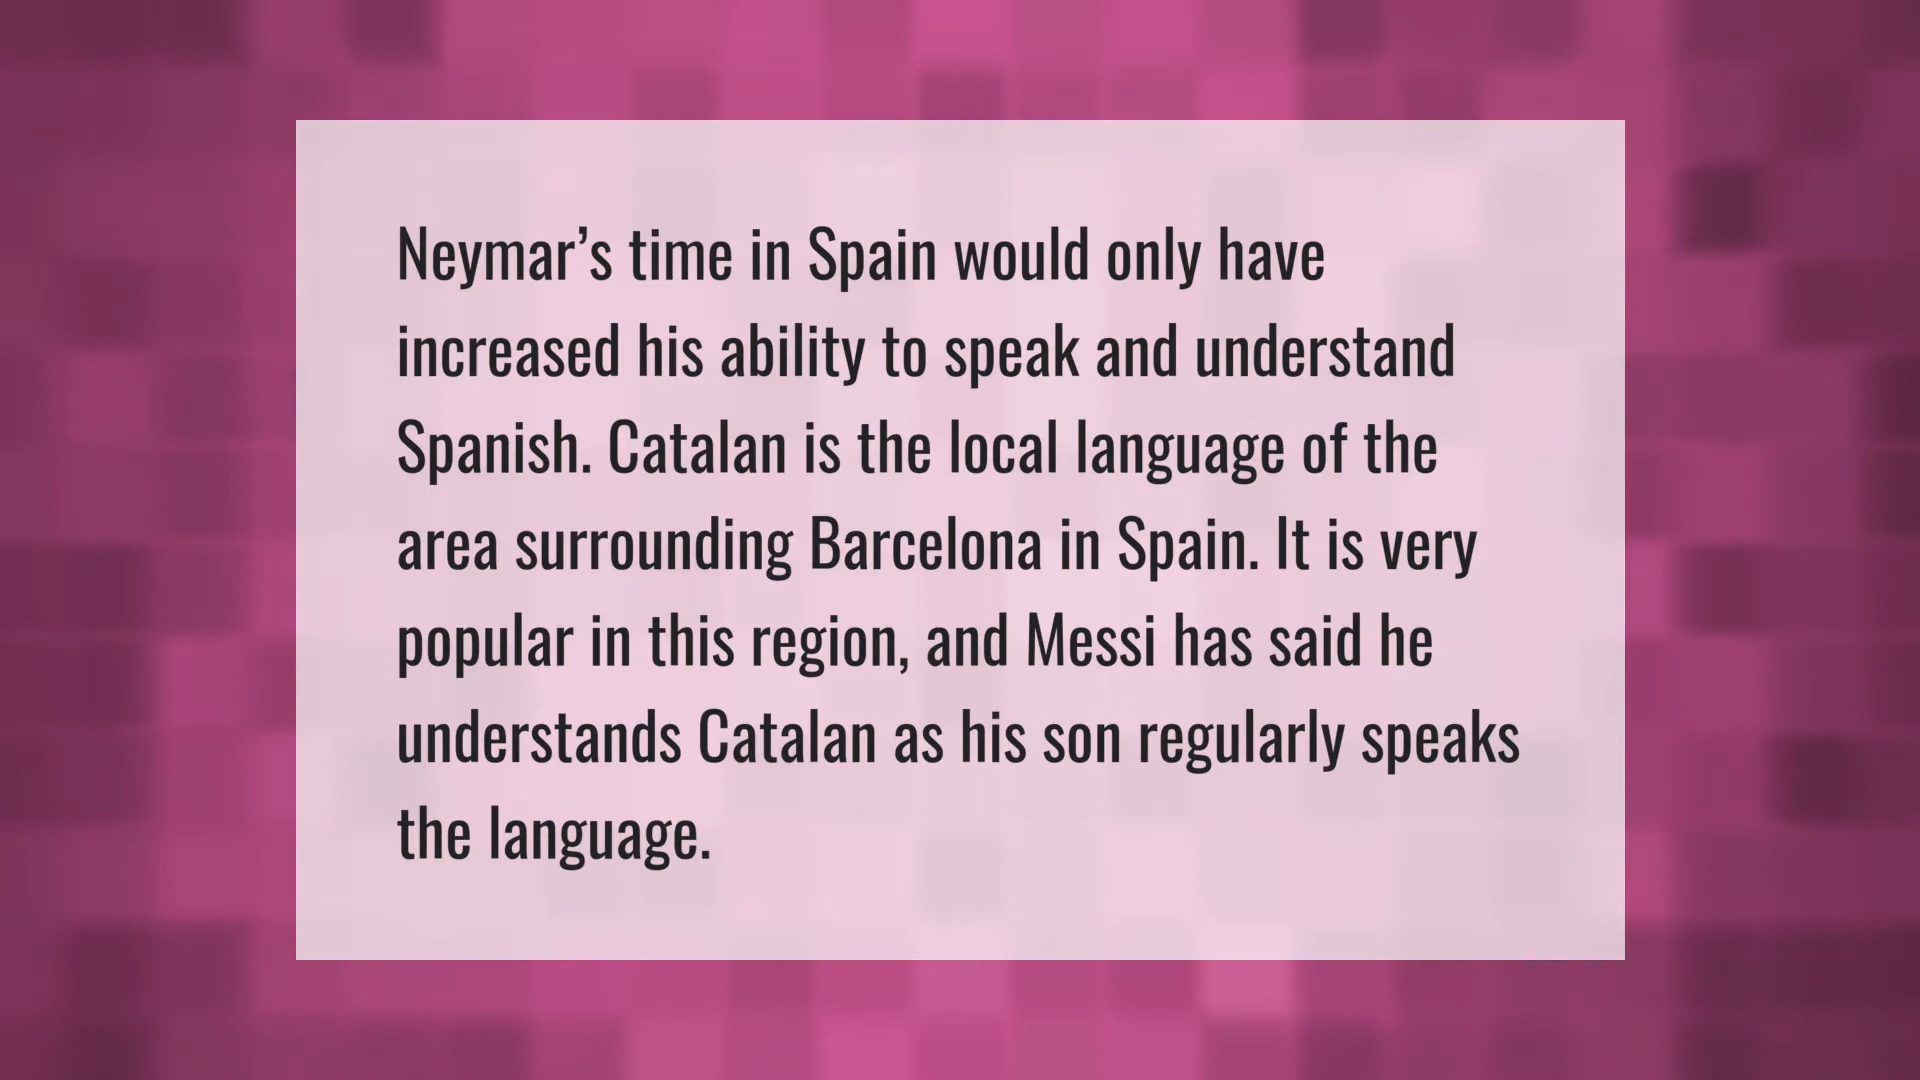 Neymar’s time in Spain would only have
increased his ability to speak and understand
Spanish. Catalan is the local language of the
area surrounding Barcelona in Spain. It is very
popular in this region, and Messi has said he
understands Catalan as his son regularly speaks
the language.